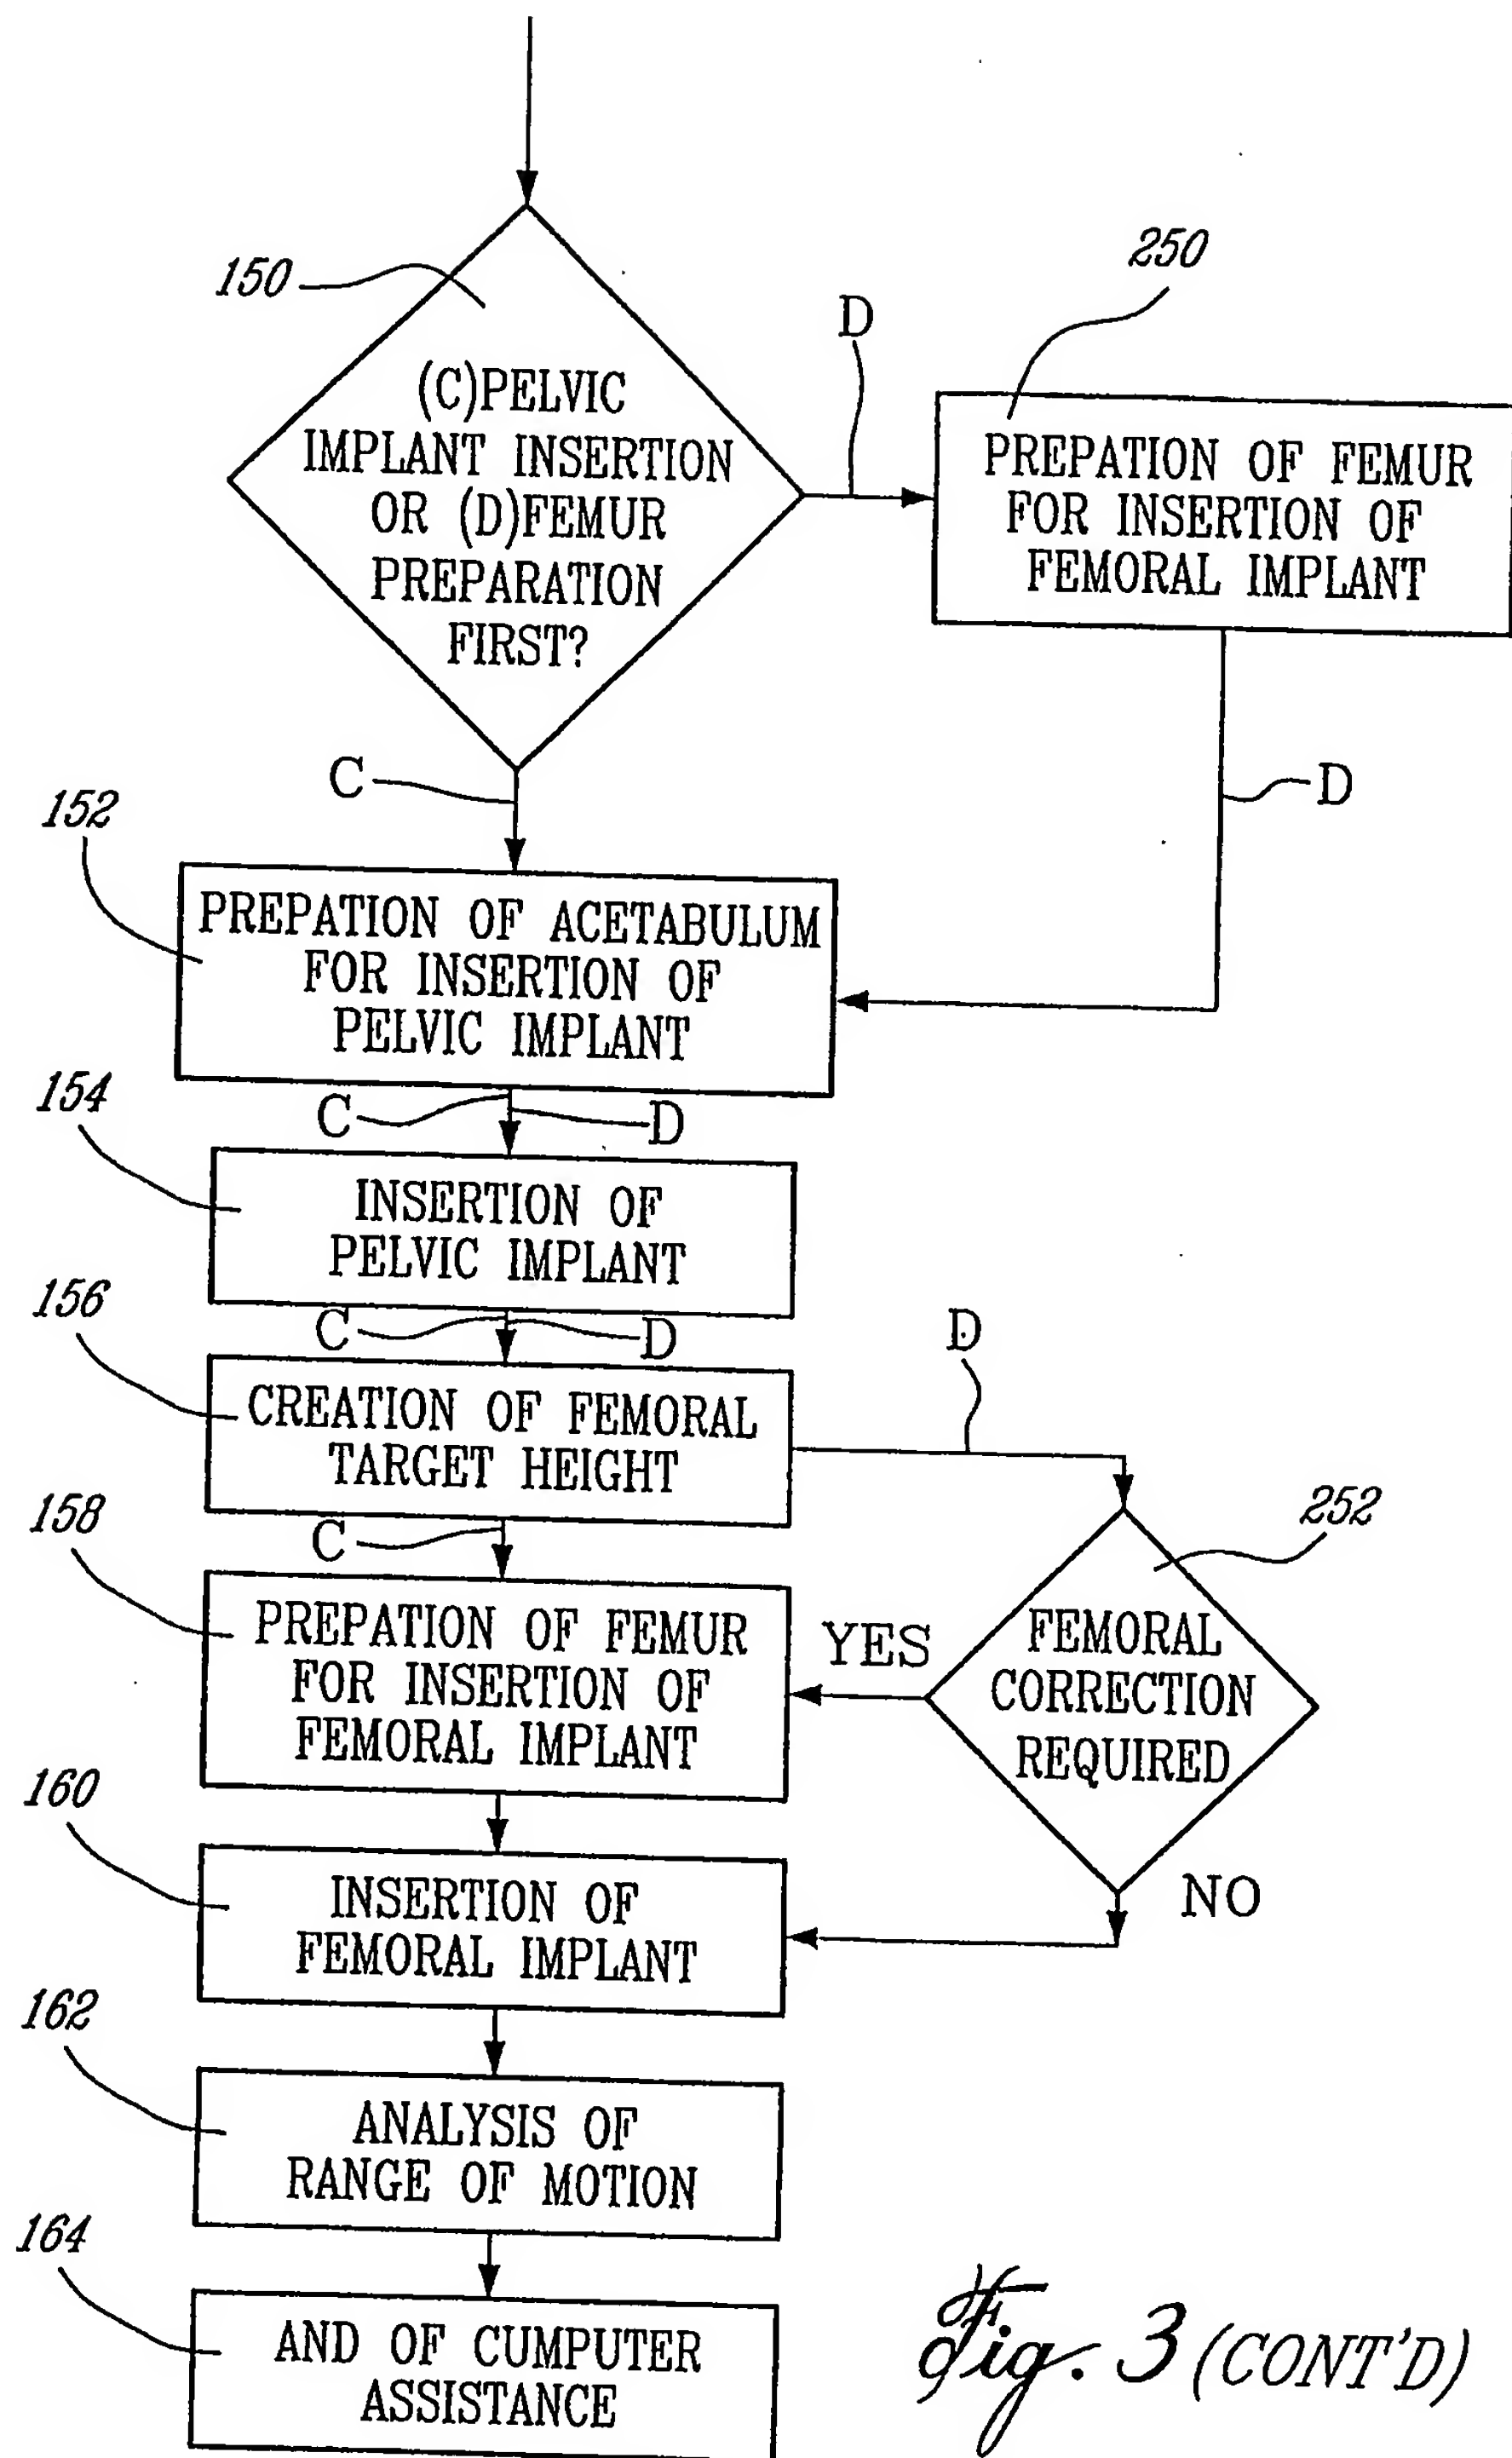 150
(C)PELVIC
IMPLANT INSERTION
OR (D)FEMUR
PREPARATION
FIRST?
D
250
PREPATION OF FEMUR
FOR INSERTION OF
FEMORAL IMPLANT
D
C
152
PREPATION OF ACETABULUM
FOR INSERTION OF
PELVIC IMPLANT
C
D
154
INSERTION OF
PELVIC IMPLANT
C
D
156
CREATION OF FEMORAL
TARGET HEIGHT
D
252
FEMORAL
CORRECTION
REQUIRED
YES
NO
C
158
PREPATION OF FEMUR
FOR INSERTION OF
FEMORAL IMPLANT
160
INSERTION OF
FEMORAL IMPLANT
162
ANALYSIS OF
RANGE OF MOTION
164
AND OF CUMPUTER
ASSISTANCE
Fig. 3 (CONT'D)